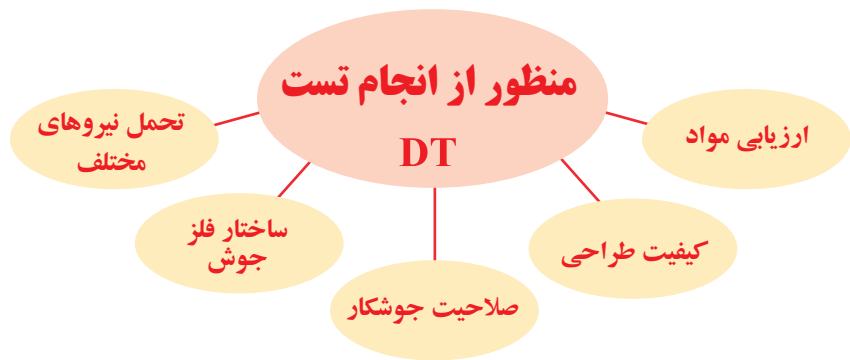 منظور از انجام تست
DT
ارزیابی مواد
کیفیت طراحی
صلاحیت جوشکار
ساختار فلز
جوش
تحمل نیروهای
مختلف